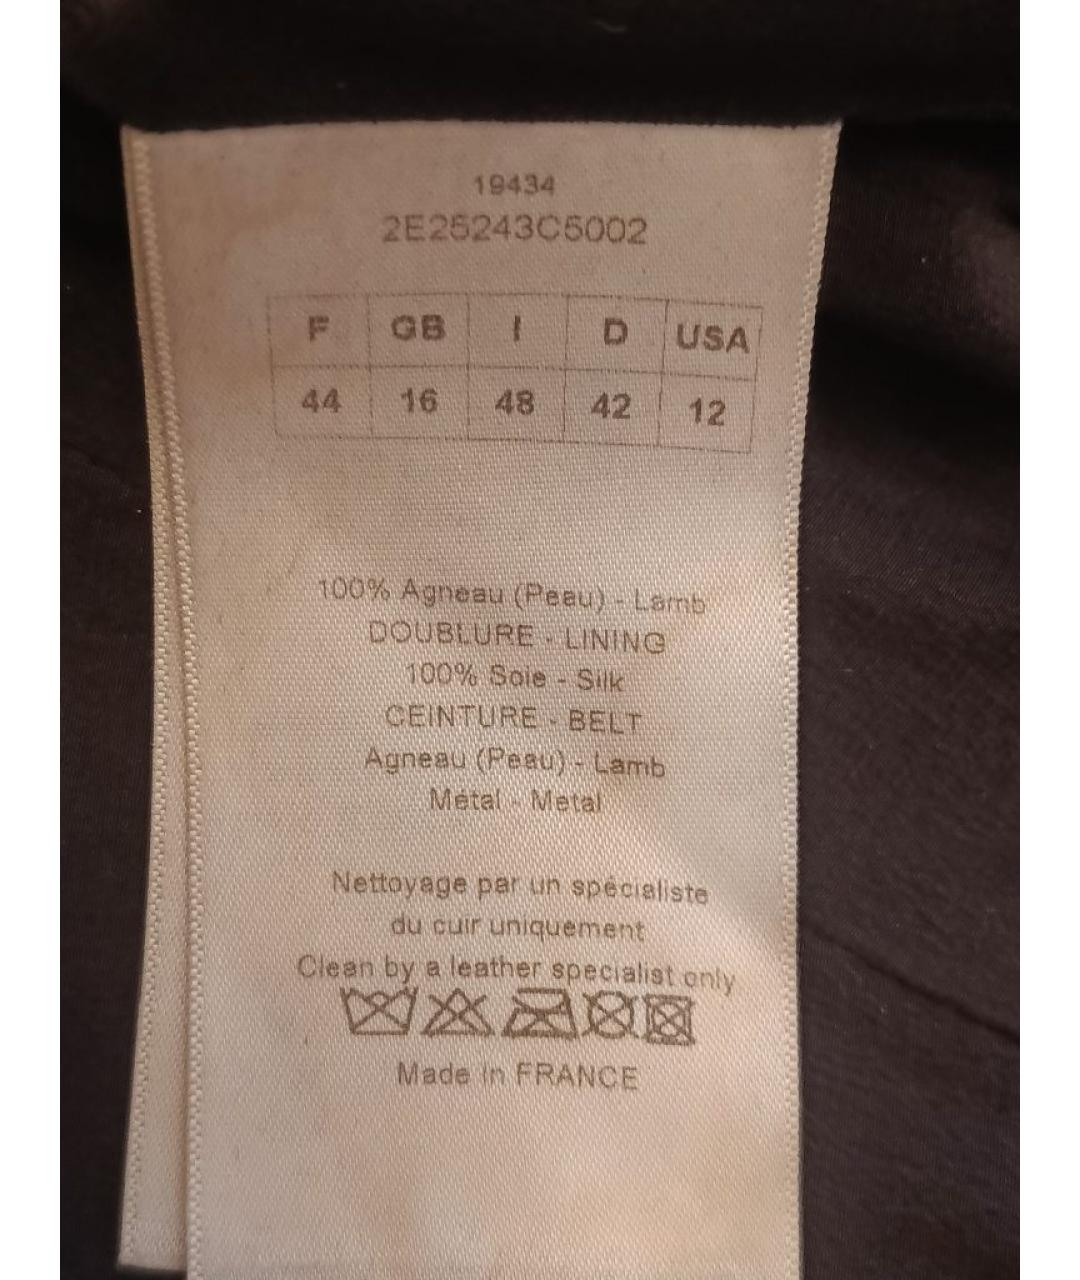 19434
2E25243C5002
F GB I D USA
44 16 48 42 12
100% Agneau (Peau) - Lamb
DOUBLURE - LINING
100% Soie - Silk
CEINTURE - BELT
Agneau (Peau) - Lamb
Métal - Metal
Nettoyage par un spécialiste
du cuir uniquement
Clean by a leather specialist only
Made in FRANCE